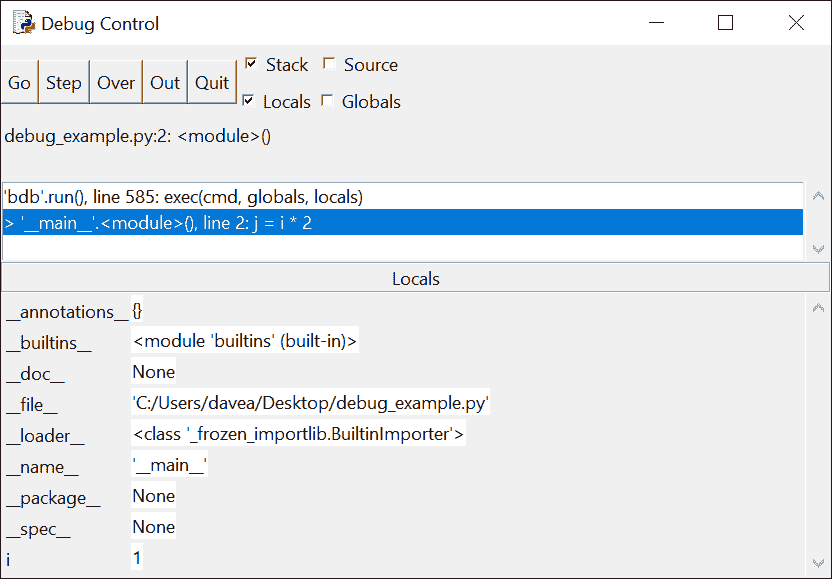 Debug Control
Go Step Over Out Quit
Stack Source
Locals Globals
debug_example.py:2: <module>()
'bdb'.run(), line 585: exec(cmd, globals, locals)
> '__main__'.<module>(), line 2: j = i * 2
Locals
__annotations__ {}
__builtins__ <module 'builtins' (built-in)>
__doc__ None
__file__ 'C:/Users/davea/Desktop/debug_example.py'
__loader__ <class '_frozen_importlib.BuiltinImporter'>
__name__ '__main__'
__package__ None
__spec__ None
i 1